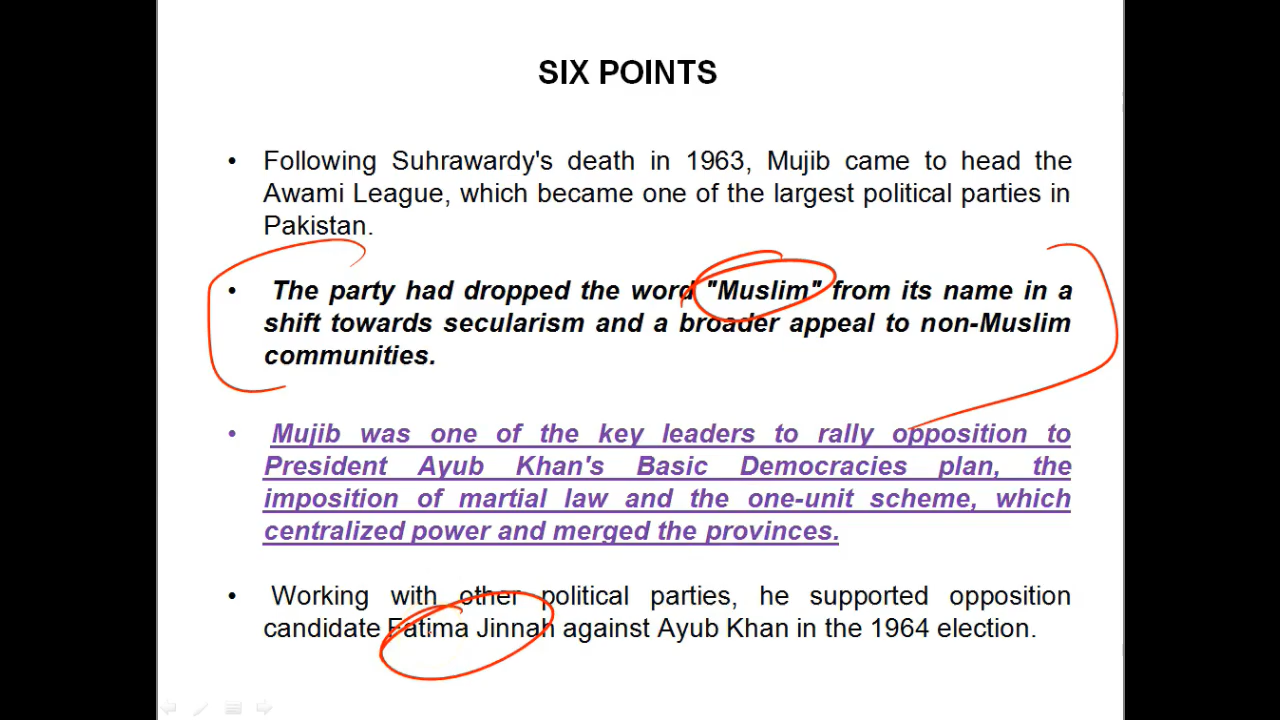 SIX POINTS
• Following Suhrawardy's death in 1963, Mujib came to head the
Awami League, which became one of the largest political parties in
Pakistan.
• The party had dropped the word "Muslim" from its name in a
shift towards secularism and a broader appeal to non-Muslim
communities.
• Mujib was one of the key leaders to rally opposition to
President Ayub Khan's Basic Democracies plan, the
imposition of martial law and the one-unit scheme, which
centralized power and merged the provinces.
• Working with other political parties, he supported opposition
candidate Fatima Jinnah against Ayub Khan in the 1964 election.